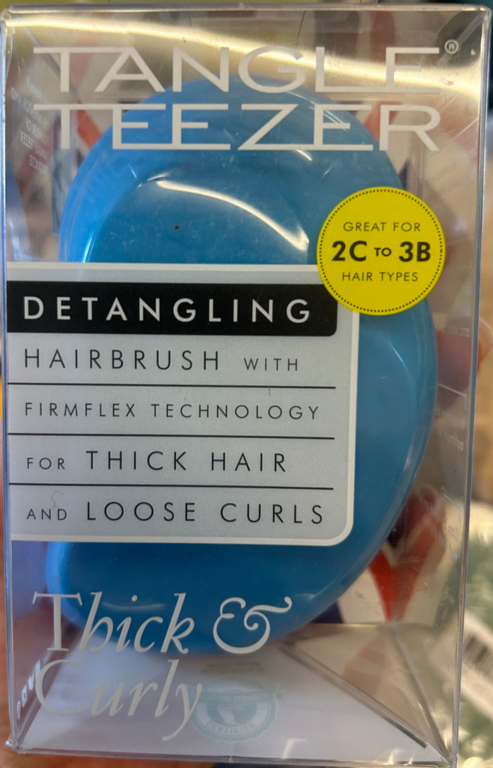 TANGLE®
TEEZER
GREAT FOR
2C TO 3B
HAIR TYPES
DETANGLING
HAIRBRUSH WITH
FIRMFLEX TECHNOLOGY
FOR THICK HAIR
AND LOOSE CURLS
Thick &
Curly